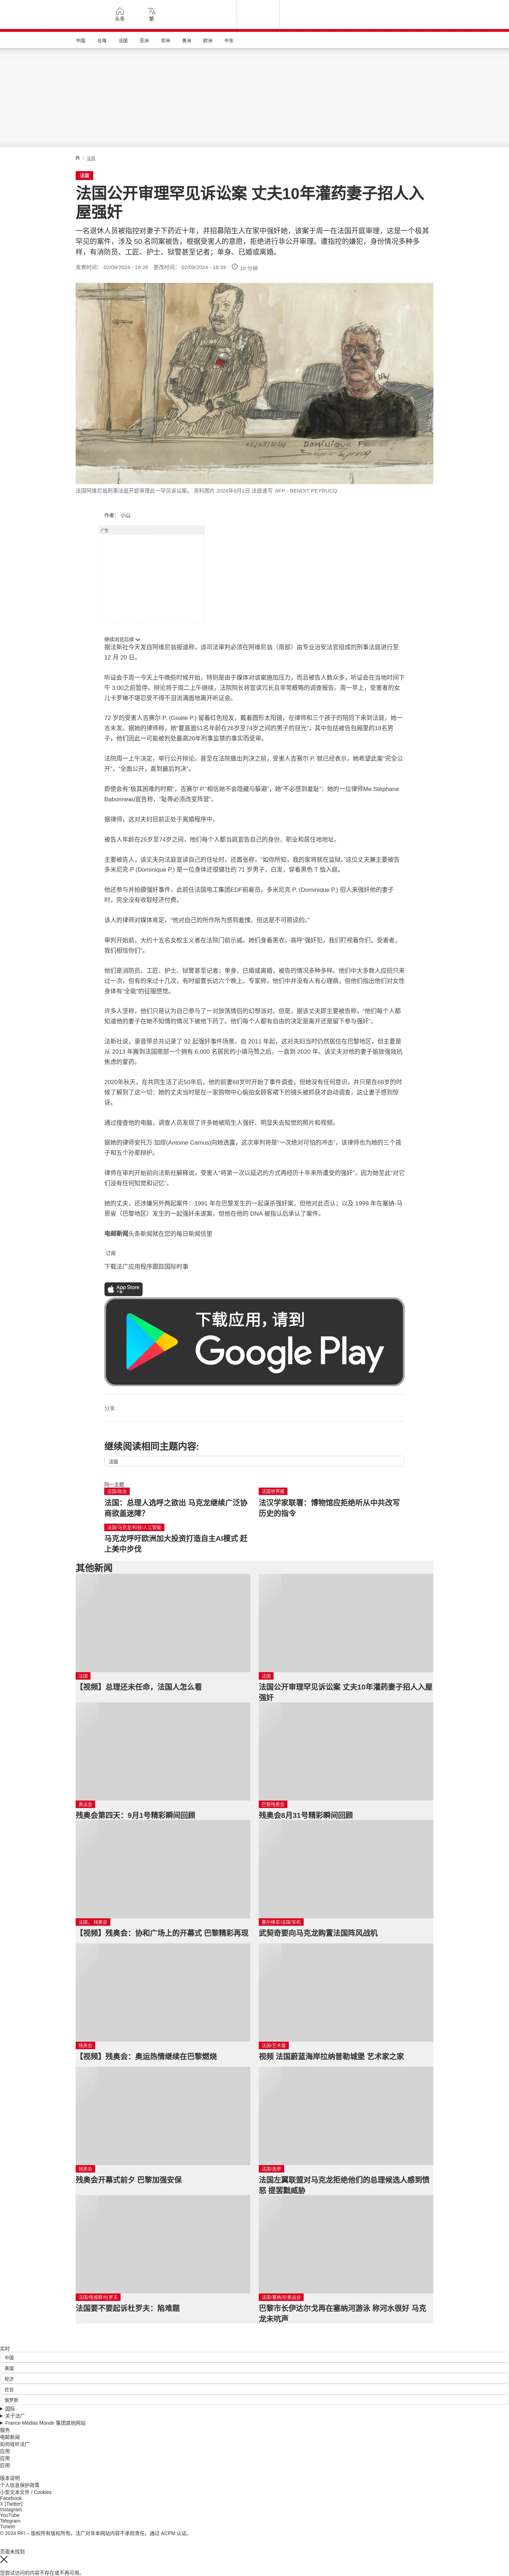 头条
繁
中国
台海
法国
亚洲
非洲
美洲
欧洲
中东
/ 法国
法国
法国公开审理罕见诉讼案 丈夫10年灌药妻子招人入
屋强奸
一名退休人员被指控对妻子下药近十年，并招募陌生人在家中强奸她，该案于周一在法国开庭审理，这是一个极其
罕见的案件，涉及 50 名同案被告，根据受害人的意愿，拒绝进行非公开审理。遭指控的嫌犯，身份情况多种多
样，有消防员、工匠、护士、狱警甚至记者；单身、已婚或离婚。
发表时间： 02/09/2024 - 18:26 更改时间： 02/09/2024 - 18:39 10 分钟
法国阿维尼翁刑事法庭开庭审理此一罕见诉讼案。 资料图片 2024年9月2日 法庭速写 AFP - BENOIT PEYRUCQ
作者： 小山
广告
继续浏览后续
据法新社今天发自阿维尼翁报道称，该司法审判必须在阿维尼翁（南部）由专业治安法官组成的刑事法庭进行至
12 月 20 日。
听证会于周一今天上午晚些时候开始，特别是由于媒体对该案施加压力，而且被告人数众多，听证会在当地时间下
午 3:00之前暂停。辩论将于周二上午继续，法院院长将宣读冗长且非常概略的调查报告。周一早上，受害者的女
儿卡罗琳不堪忍受不得不泪流满面地离开听证会。
72 岁的受害人吉赛尔·P. (Gisèle P.) 留着红色短发，戴着圆形太阳镜，在律师和三个孩子的陪同下来到法庭，她一
言未发。据她的律师称，她“要直面51名年龄在26岁至74岁之间的男子的目光”，其中包括被告包厢里的18名男
子，他们因此一可能被判处最高20年刑事监禁的事实而受审。
法院周一上午决定，举行公开辩论。甚至在法院做出判决之前，受害人吉赛尔·P. 就已经表示，她希望此案“完全公
开”，“全面公开，直到最后判决”。
即使会有“极其困难的时期”，吉赛尔·P.“相信她不会隐藏与躲避”，她“不必感到羞耻”：她的一位律师Me Stéphane
Babonneau宣告称，“耻辱必须改变阵营”。
据律师，这对夫妇目前正处于离婚程序中。
被告人年龄在26岁至74岁之间，他们每个人都当庭宣告自己的身份、职业和居住地地址。
主要被告人，该丈夫向法庭宣读自己的住址时，还嚣张称，“如你所知，我的家将就在监狱。”这位丈夫兼主要被告
多米尼克·P (Dominique P.) 是一位身体还很健壮的 71 岁男子，白发，穿着黑色 T 恤入庭。
他还参与并拍摄强奸事件，此前任法国电工集团EDF前雇员，多米尼克·P. (Dominique P.) 招人来强奸他的妻子
时，完全没有收取经济付费。
该人的律师对媒体肯定，“他对自己的所作所为感到羞愧，但这是不可原谅的。”
审判开始前，大约十五名女权主义者在法院门前示威。她们身着黑衣，高呼“强奸犯，我们盯视着你们，受害者，
我们相信你们”。
他们是消防员、工匠、护士、狱警甚至记者；单身、已婚或离婚，被告的情况多种多样。他们中大多数人应招只来
过一次，但有的来过十几次，有时留置长达六个晚上。专家称，他们中并没有人有心理病。但他们指出他们对女性
身体有“全能”的征服感觉。
许多人坚称，他们只是认为自己参与了一对放荡情侣的幻想派对。但是，据该丈夫即主要被告称，“他们每个人都
知道他的妻子在她不知情的情况下被他下药了。他们每个人都有自由的决定是离开还是留下参与强奸”。
法新社说，录音带总共记录了 92 起强奸事件场景。自 2011 年起，这对夫妇当时仍然居住在巴黎地区，但主要是
从 2013 年搬到法国南部一个拥有 6,000 名居民的小镇马赞之后，一直到 2020 年。该丈夫对他的妻子偷放强效抗
焦虑的蒙药。
2020年秋天，在共同生活了近50年后，他的前妻68岁时开始了事件调查，但她没有任何意识，并只是在68岁的时
候了解到了这一切：她的丈夫当时是在一家购物中心偷拍女顾客裙下的镜头被抓获才启动调查，这让妻子感到惊
讶。
通过搜查他的电脑，调查人员发现了许多她被陌生人强奸、明显失去知觉的照片和视频。
据她的律师安托万·加缪(Antoine Camus)向她透露，这次审判将是“一次绝对可怕的冲击”，该律师也为她的三个孩
子和五个孙辈辩护。
律师在审判开始前向法新社解释说，受害人“将第一次以延迟的方式再经历十年来所遭受的强奸”，因为她至此“对它
们没有任何知觉和记忆”。
她的丈夫，还涉嫌另外两起案件：1991 年在巴黎发生的一起谋杀强奸案，但他对此否认；以及 1999 年在塞纳-马
恩省（巴黎地区）发生的一起强奸未遂案，但他在他的 DNA 被指认后承认了案件。
电邮新闻头条新闻就在您的每日新闻信里
订阅
下载法广应用程序跟踪国际时事
App Store
下载
下载应用，请到
Google Play
分享 :
继续阅读相同主题内容:
法国
同一主题
法国/政治
法国：总理人选呼之欲出 马克龙继续广泛协
商欲盖迷障?
法国世界报
法汉学家联署：博物馆应拒绝听从中共改写
历史的指令
法国/马克龙/科技/人工智能
马克龙呼吁欧洲加大投资打造自主AI模式 赶
上美中步伐
其他新闻
法国
【视频】总理还未任命，法国人怎么看
法国
法国公开审理罕见诉讼案 丈夫10年灌药妻子招人入屋
强奸
奥运会
残奥会第四天：9月1号精彩瞬间回顾
巴黎残奥会
残奥会8月31号精彩瞬间回顾
法国， 残奥会
【视频】残奥会：协和广场上的开幕式 巴黎精彩再现
塞尔维亚/法国/军机
武契奇要向马克龙购置法国阵风战机
残奥会
【视频】残奥会：奥运热情继续在巴黎燃烧
法国/艺术展
视频 法国蔚蓝海岸拉纳普勒城堡 艺术家之家
残奥会
残奥会开幕式前夕 巴黎加强安保
法国/选举
法国左翼联盟对马克龙拒绝他们的总理候选人感到愤
怒 提罢黜威胁
法国/电报群/杜罗夫
法国要不要起诉杜罗夫：陷难题
法国/塞纳河/奥运会
巴黎市长伊达尔戈再在塞纳河游泳 称河水很好 马克
龙未吭声
实时
中国
美国
经济
社会
俄罗斯
国际
关于法广
France Médias Monde 集团其他网站
服务
电邮新闻
如何收听法广
应用
应用
应用
版本说明
个人信息保护政策
小型文本文件 / Cookies
Facebook
X (Twitter)
Instagram
YouTube
Telegram
TuneIn
© 2024 RFI – 版权所有版权所有。法广对非本网站内容不承担责任。通过 ACPM 认证。
页面未找到
您尝试访问的内容不存在或不再可用。